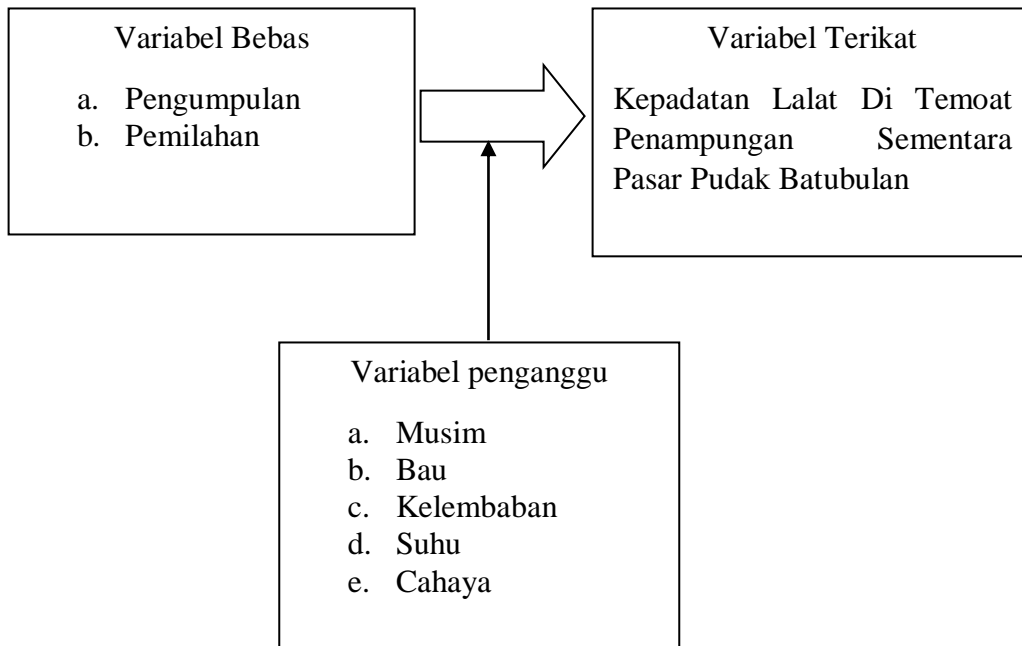 Variabel Bebas
a. Pengumpulan
b. Pemilahan
Variabel Terikat
Kepadatan Lalat Di Temoat
Penampungan Sementara
Pasar Pudak Batubulan
Variabel penganggu
a. Musim
b. Bau
c. Kelembaban
d. Suhu
e. Cahaya